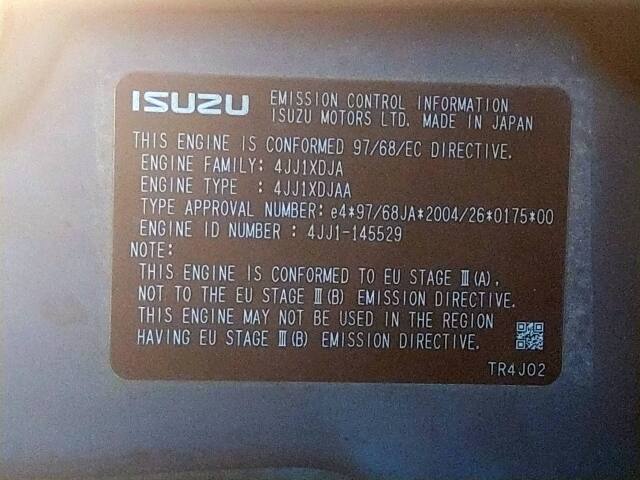 ISUZU EMISSION CONTROL INFORMATION
ISUZU MOTORS LTD. MADE IN JAPAN
THIS ENGINE IS CONFORMED 97/68/EC DIRECTIVE.
ENGINE FAMILY: 4JJ1XDJA
ENGINE TYPE : 4JJ1XDJAA
TYPE APPROVAL NUMBER: e4*97/68JA*2004/26*0175*00
ENGINE ID NUMBER : 4JJ1-145529
NOTE:
THIS ENGINE IS CONFORMED TO EU STAGE Ⅲ(A),
NOT TO THE EU STAGE Ⅲ(B) EMISSION DIRECTIVE.
THIS ENGINE MAY NOT BE USED IN THE REGION
HAVING EU STAGE Ⅲ(B) EMISSION DIRECTIVE.
TR4J02